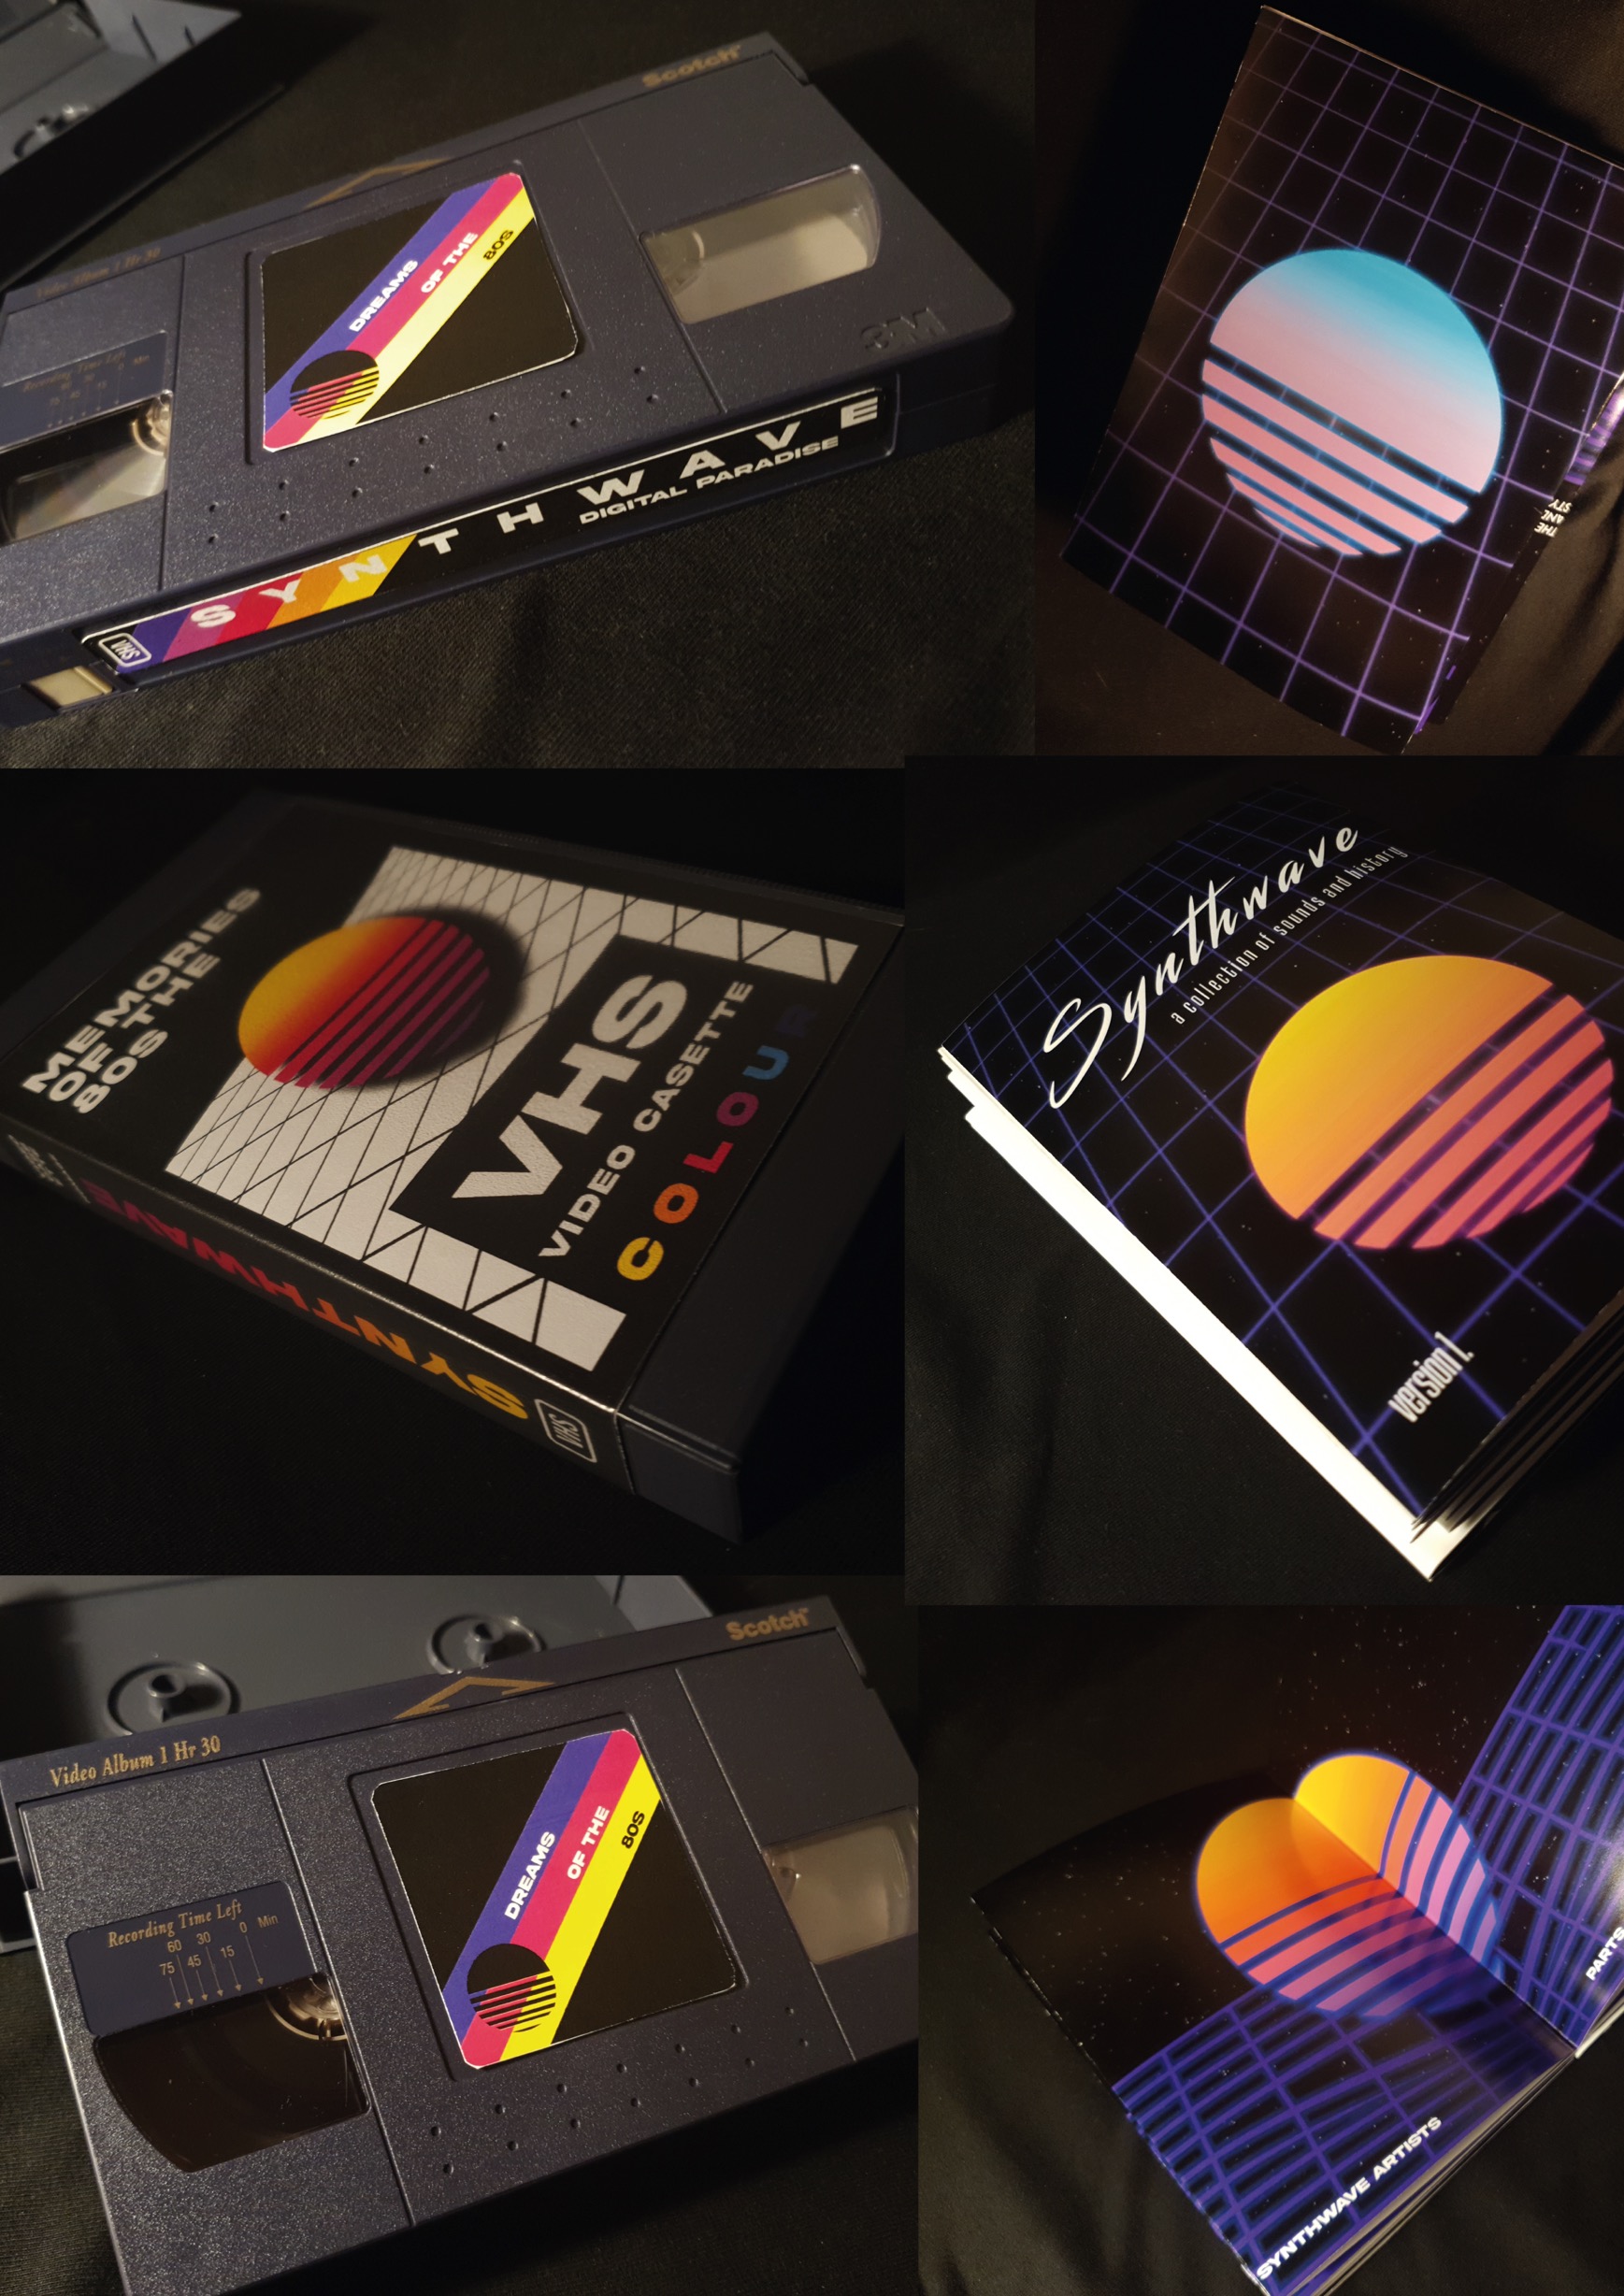 Scotch™
Video Album 1 Hr 30
Recording Time Left
DREAMS
OF THE
80S
3M
SYNTHWAVE
DIGITAL PARADISE
VHS
THE
MEMORIES
OF THE
80S
VHS
VIDEO CASETTE
COLOUR
SYNTHWAVE
VHS
Synthwave
a collection of sounds and history
version 1.
Scotch™
Video Album 1 Hr 30
Recording Time Left
60 30 0 Min
75 45 15
DREAMS
OF THE
80S
PARTS
SYNTHWAVE ARTISTS